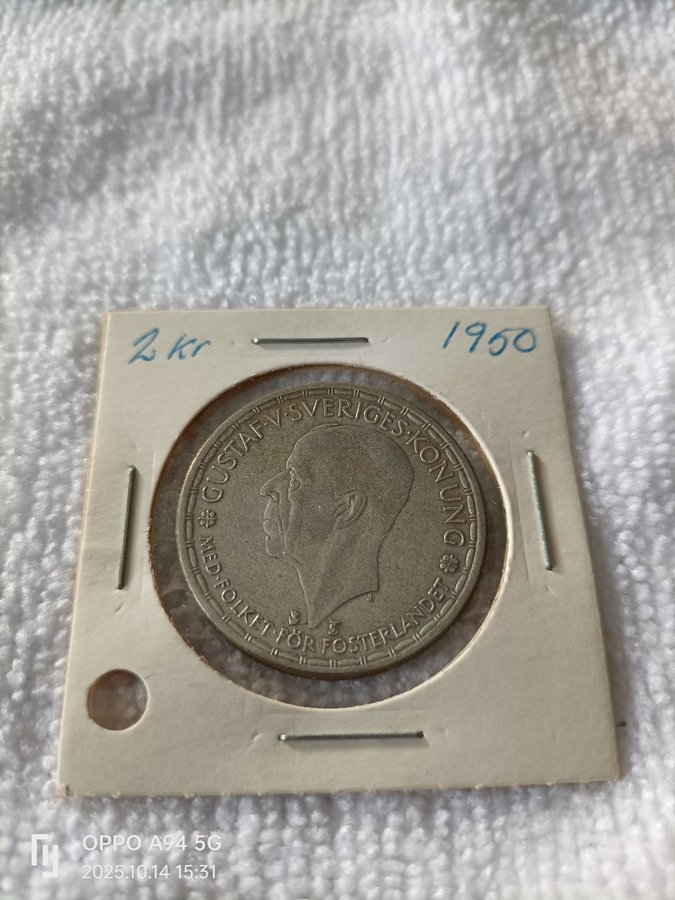 2 kr
1950
GUSTAF·V·SVERIGES·KONUNG
MED·FOLKET·FÖR·FOSTERLANDET
OPPO A94 5G
2025.10.14 15:31